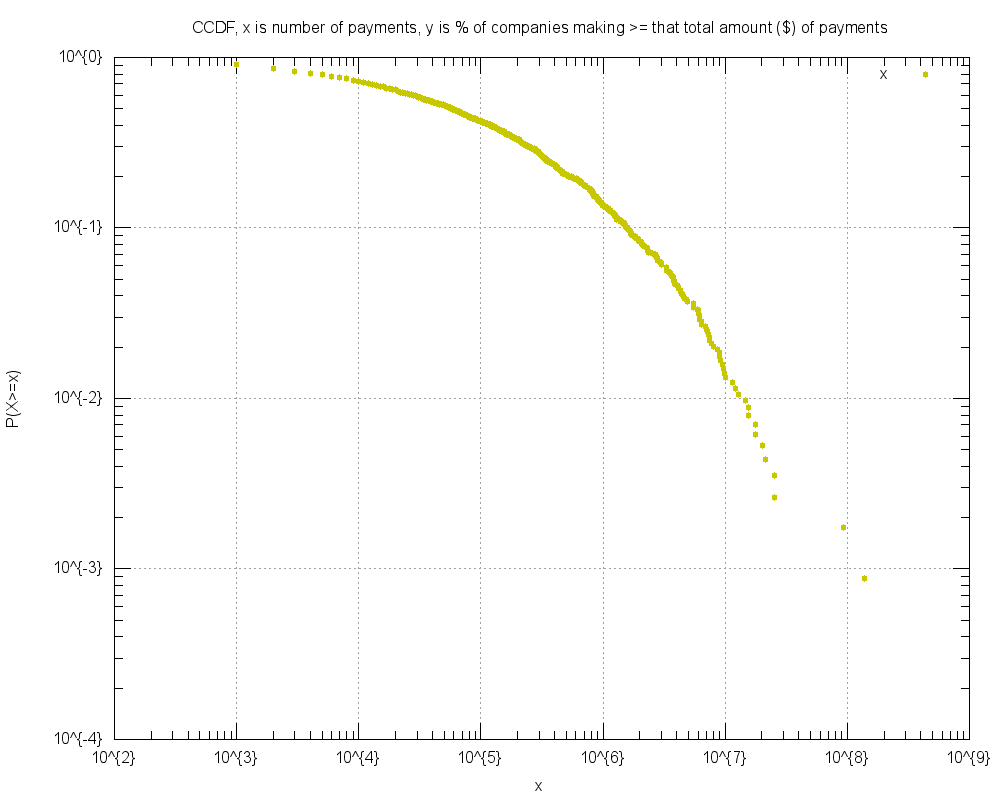 CCDF, x is number of payments, y is % of companies making >= that total amount ($) of payments
x
10^{0}
10^{-1}
10^{-2}
10^{-3}
10^{-4}
P(X>=x)
10^{2} 10^{3} 10^{4} 10^{5} 10^{6} 10^{7} 10^{8} 10^{9}
x